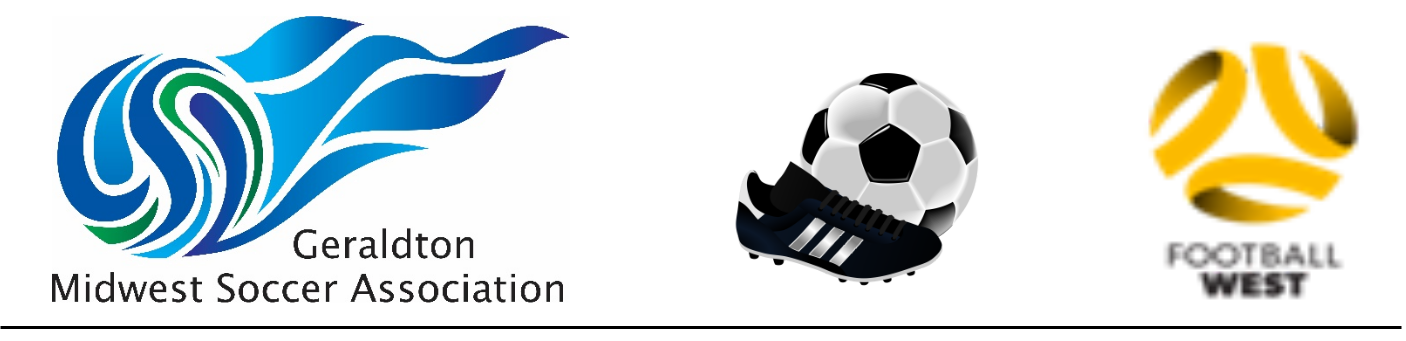 Geraldton
Midwest Soccer Association
FOOTBALL
WEST